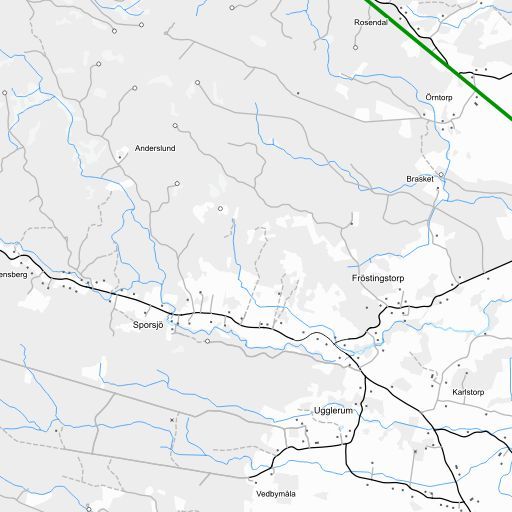 Rosendal
Örntorp
Anderslund
Brasket
ensberg
Fröstingstorp
Sporsjö
Karlstorp
Ugglerum
Vedbymåla